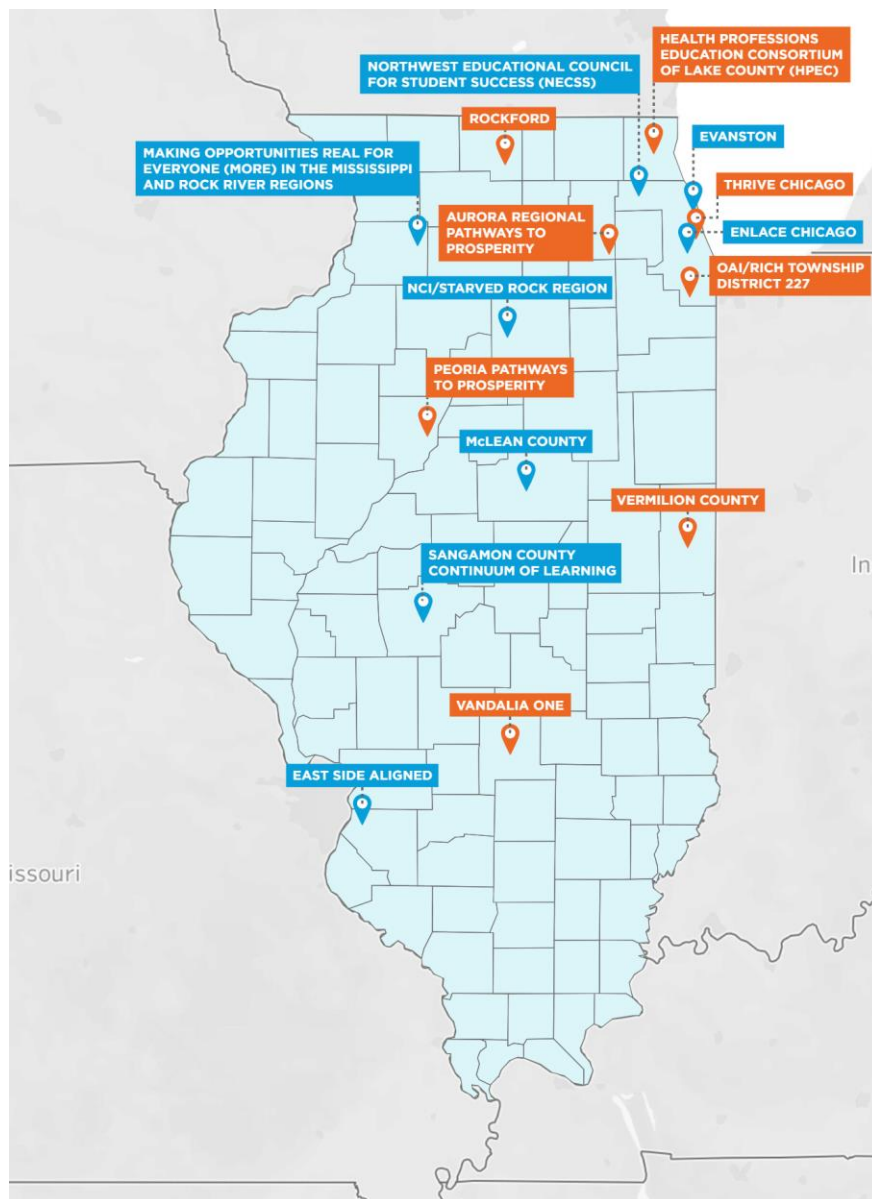 HEALTH PROFESSIONS
EDUCATION CONSORTIUM
OF LAKE COUNTY (HPEC)
NORTHWEST EDUCATIONAL COUNCIL
FOR STUDENT SUCCESS (NECSS)
ROCKFORD
EVANSTON
MAKING OPPORTUNITIES REAL FOR
EVERYONE (MORE) IN THE MISSISSIPPI
AND ROCK RIVER REGIONS
THRIVE CHICAGO
AURORA REGIONAL
PATHWAYS TO
PROSPERITY
ENLACE CHICAGO
OAI/RICH TOWNSHIP
DISTRICT 227
NCI/STARVED ROCK REGION
PEORIA PATHWAYS
TO PROSPERITY
McLEAN COUNTY
VERMILION COUNTY
SANGAMON COUNTY
CONTINUUM OF LEARNING
In
VANDALIA ONE
EAST SIDE ALIGNED
issouri